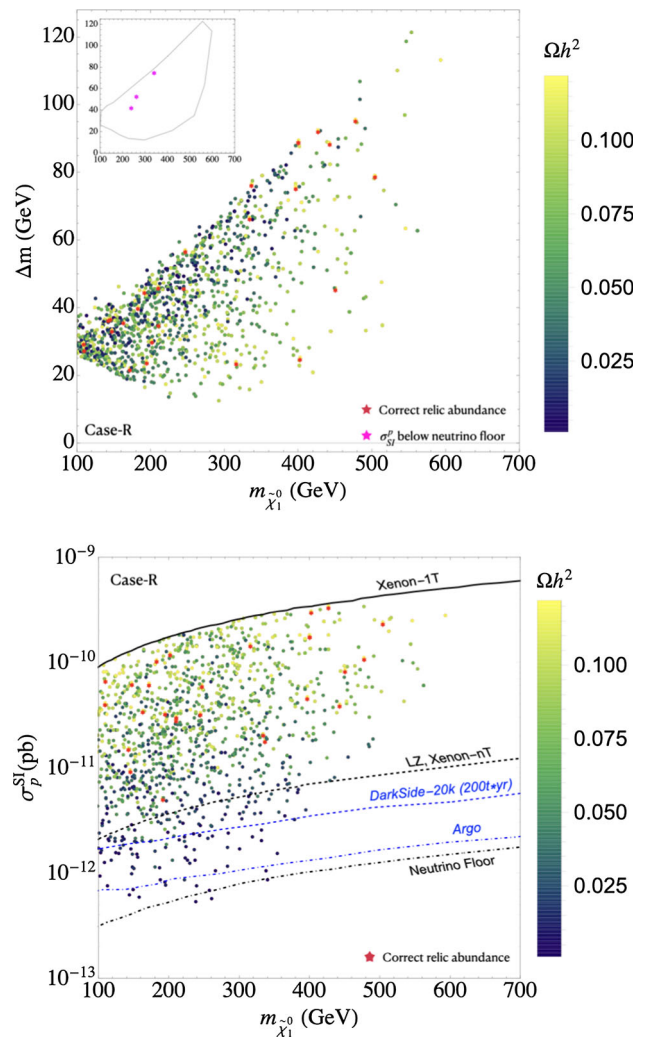 Ωh²
120
100
80
60
40
20
0
100 200 300 400 500 600 700
120
100
80
60
40
20
0
Δm (GeV)
0.100
0.075
0.050
0.025
★ Correct relic abundance
★ σ^p_SI below neutrino floor
Case-R
100 200 300 400 500 600 700
m_χ̃⁰₁ (GeV)
10⁻⁹
Ωh²
Case-R
Xenon-1T
10⁻¹⁰
0.100
0.075
10⁻¹¹
σ_p^SI(pb)
LZ, Xenon-nT
DarkSide-20k (200t*yr)
0.050
Argo
10⁻¹²
Neutrino Floor
0.025
★ Correct relic abundance
10⁻¹³
100 200 300 400 500 600 700
m_χ̃⁰₁ (GeV)